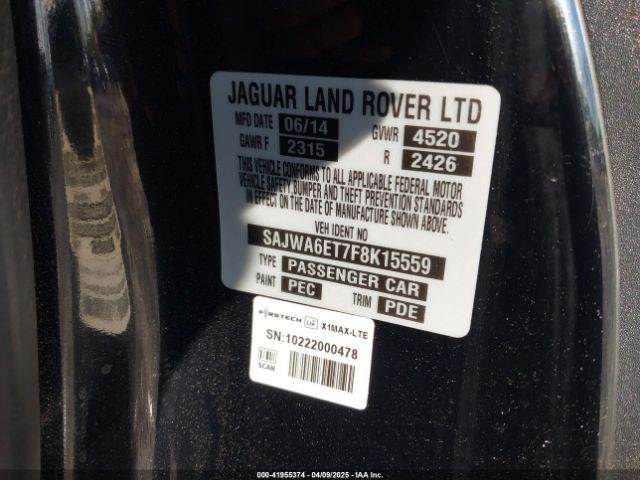 JAGUAR LAND ROVER LTD
MFD DATE 06/14 GVWR 4520
GAWR F 2315 R 2426
THIS VEHICLE CONFORMS TO ALL APPLICABLE FEDERAL MOTOR
VEHICLE SAFETY BUMPER AND THEFT PREVENTION STANDARDS
IN EFFECT ON THE DATE OF MANUFACTURE SHOWN ABOVE.
VEH IDENT NO
SAJWA6ET7F8K15559
TYPE PASSENGER CAR
PAINT PEC TRIM PDE
FIRSTECH LTE X1MAX-LTE
SN:10222000478
SCAN
©41955374 - 04/09/2025 - IAA Inc.